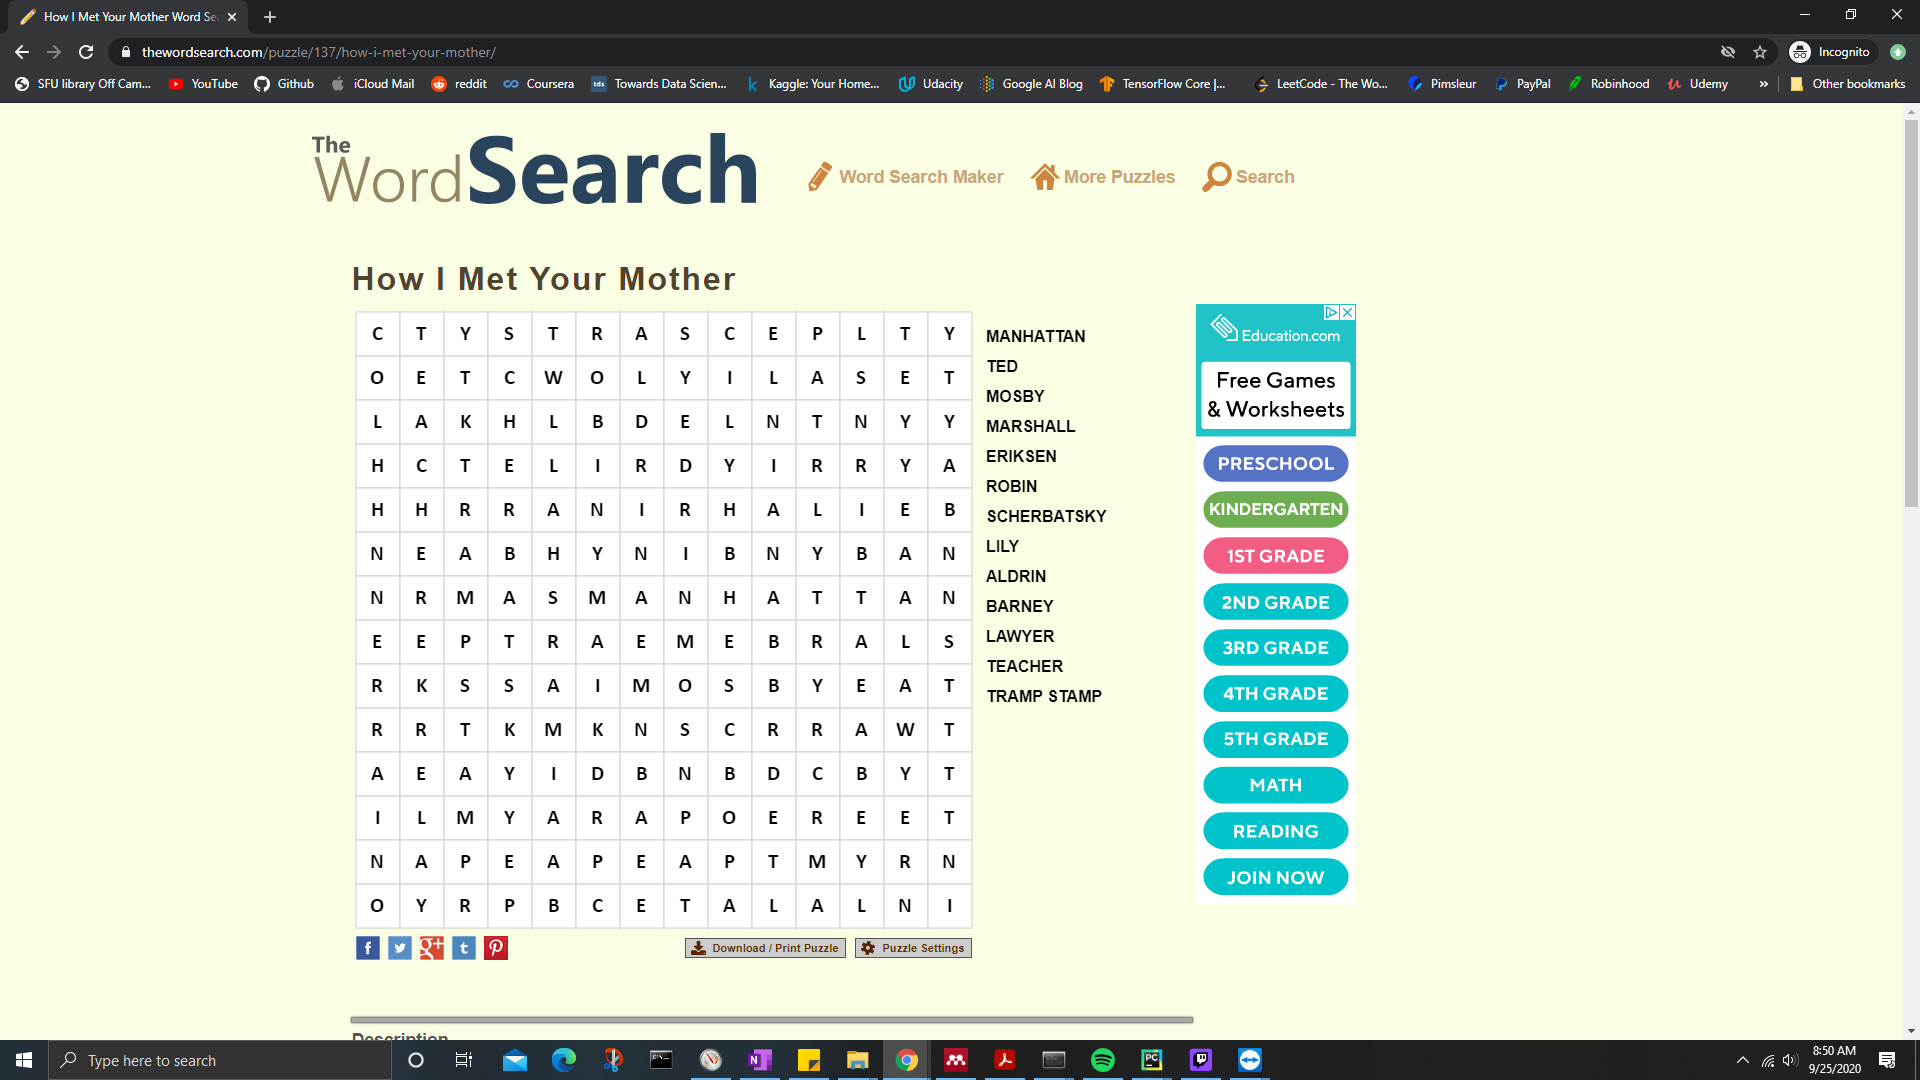 How I Met Your Mother Word Se
thewordsearch.com/puzzle/137/how-i-met-your-mother/
Incognito
SFU library Off Cam... YouTube Github iCloud Mail reddit Coursera tds Towards Data Scien... Kaggle: Your Home... Udacity Google AI Blog TensorFlow Core |... LeetCode - The Wo... Pimsleur PayPal Robinhood Udemy » Other bookmarks
The
WordSearch
Word Search Maker More Puzzles Search
How I Met Your Mother
C T Y S T R A S C E P L T Y
O E T C W O L Y I L A S E T
L A K H L B D E L N T N Y Y
H C T E L I R D Y I R R Y A
H H R R A N I R H A L I E B
N E A B H Y N I B N Y B A N
N R M A S M A N H A T T A N
E E P T R A E M E B R A L S
R K S S A I M O S B Y E A T
R R T K M K N S C R R A W T
A E A Y I D B N B D C B Y T
I L M Y A R A P O E R E E T
N A P E A P E A P T M Y R N
O Y R P B C E T A L A L N I
MANHATTAN
TED
MOSBY
MARSHALL
ERIKSEN
ROBIN
SCHERBATSKY
LILY
ALDRIN
BARNEY
LAWYER
TEACHER
TRAMP STAMP
Education.com
Free Games
& Worksheets
PRESCHOOL
KINDERGARTEN
1ST GRADE
2ND GRADE
3RD GRADE
4TH GRADE
5TH GRADE
MATH
READING
JOIN NOW
Download / Print Puzzle Puzzle Settings
Description
Type here to search
8:50 AM
9/25/2020